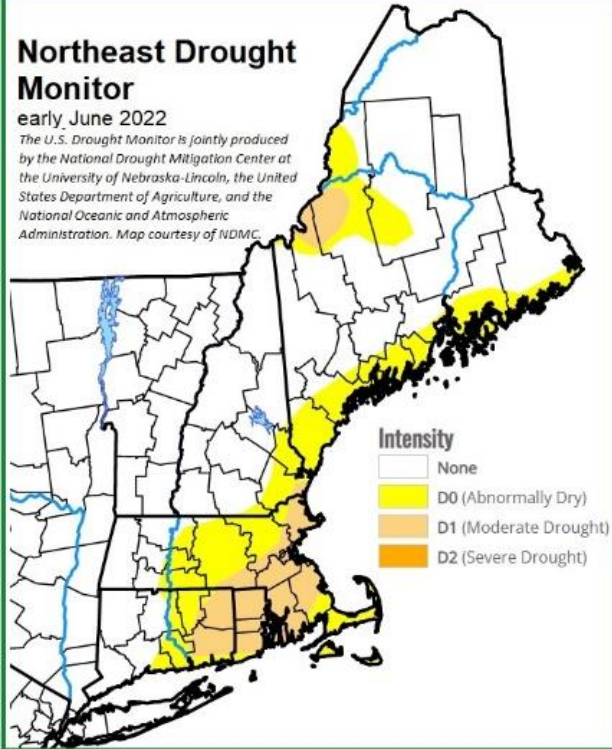 Northeast Drought
Monitor
early June 2022
The U.S. Drought Monitor is jointly produced
by the National Drought Mitigation Center at
the University of Nebraska-Lincoln, the United
States Department of Agriculture, and the
National Oceanic and Atmospheric
Administration. Map courtesy of NDMC.
Intensity
None
D0 (Abnormally Dry)
D1 (Moderate Drought)
D2 (Severe Drought)